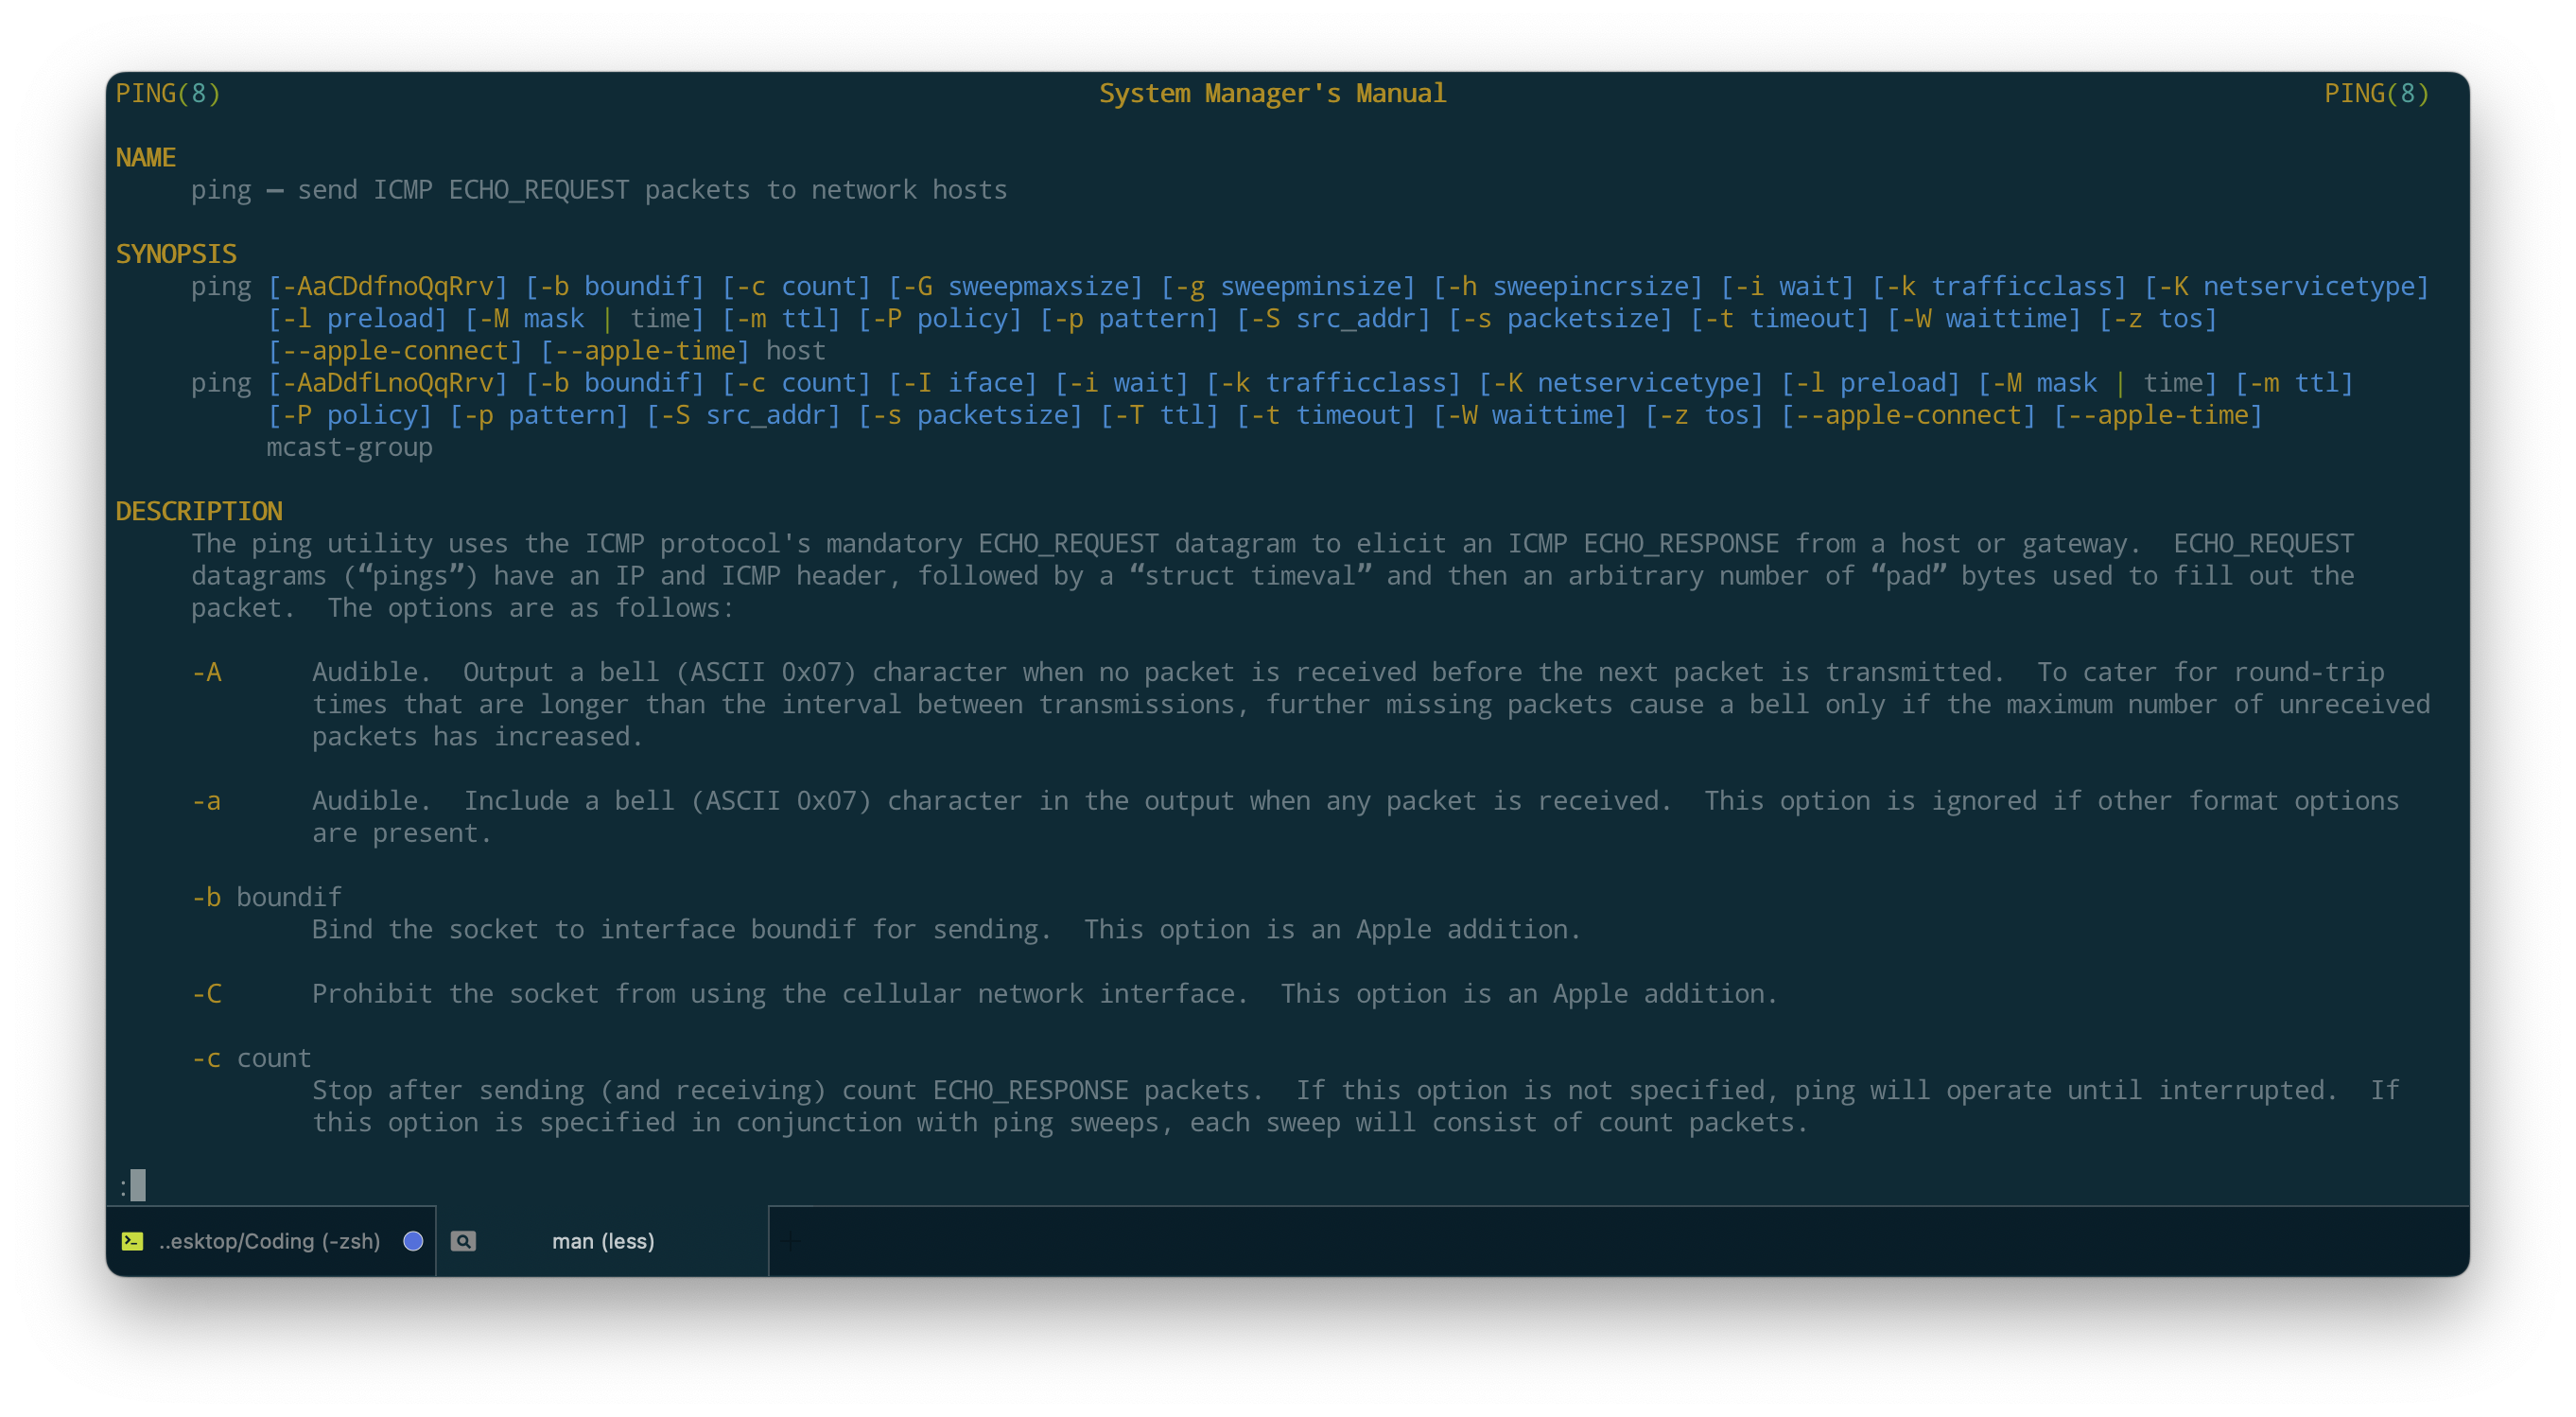 PING(8) System Manager's Manual PING(8)
NAME
ping — send ICMP ECHO_REQUEST packets to network hosts
SYNOPSIS
ping [-AaCDdfnoQqRrv] [-b boundif] [-c count] [-G sweepmaxsize] [-g sweepminsize] [-h sweepincrsize] [-i wait] [-k trafficclass] [-K netservicetype]
[-l preload] [-M mask | time] [-m ttl] [-P policy] [-p pattern] [-S src_addr] [-s packetsize] [-t timeout] [-W waittime] [-z tos]
[--apple-connect] [--apple-time] host
ping [-AaDdfLnoQqRrv] [-b boundif] [-c count] [-I iface] [-i wait] [-k trafficclass] [-K netservicetype] [-l preload] [-M mask | time] [-m ttl]
[-P policy] [-p pattern] [-S src_addr] [-s packetsize] [-T ttl] [-t timeout] [-W waittime] [-z tos] [--apple-connect] [--apple-time]
mcast-group
DESCRIPTION
The ping utility uses the ICMP protocol's mandatory ECHO_REQUEST datagram to elicit an ICMP ECHO_RESPONSE from a host or gateway.  ECHO_REQUEST
datagrams (“pings”) have an IP and ICMP header, followed by a “struct timeval” and then an arbitrary number of “pad” bytes used to fill out the
packet.  The options are as follows:
-A Audible.  Output a bell (ASCII 0x07) character when no packet is received before the next packet is transmitted.  To cater for round-trip
times that are longer than the interval between transmissions, further missing packets cause a bell only if the maximum number of unreceived
packets has increased.
-a Audible.  Include a bell (ASCII 0x07) character in the output when any packet is received.  This option is ignored if other format options
are present.
-b boundif
Bind the socket to interface boundif for sending.  This option is an Apple addition.
-C Prohibit the socket from using the cellular network interface.  This option is an Apple addition.
-c count
Stop after sending (and receiving) count ECHO_RESPONSE packets.  If this option is not specified, ping will operate until interrupted.  If
this option is specified in conjunction with ping sweeps, each sweep will consist of count packets.
:
..esktop/Coding (-zsh) man (less) +